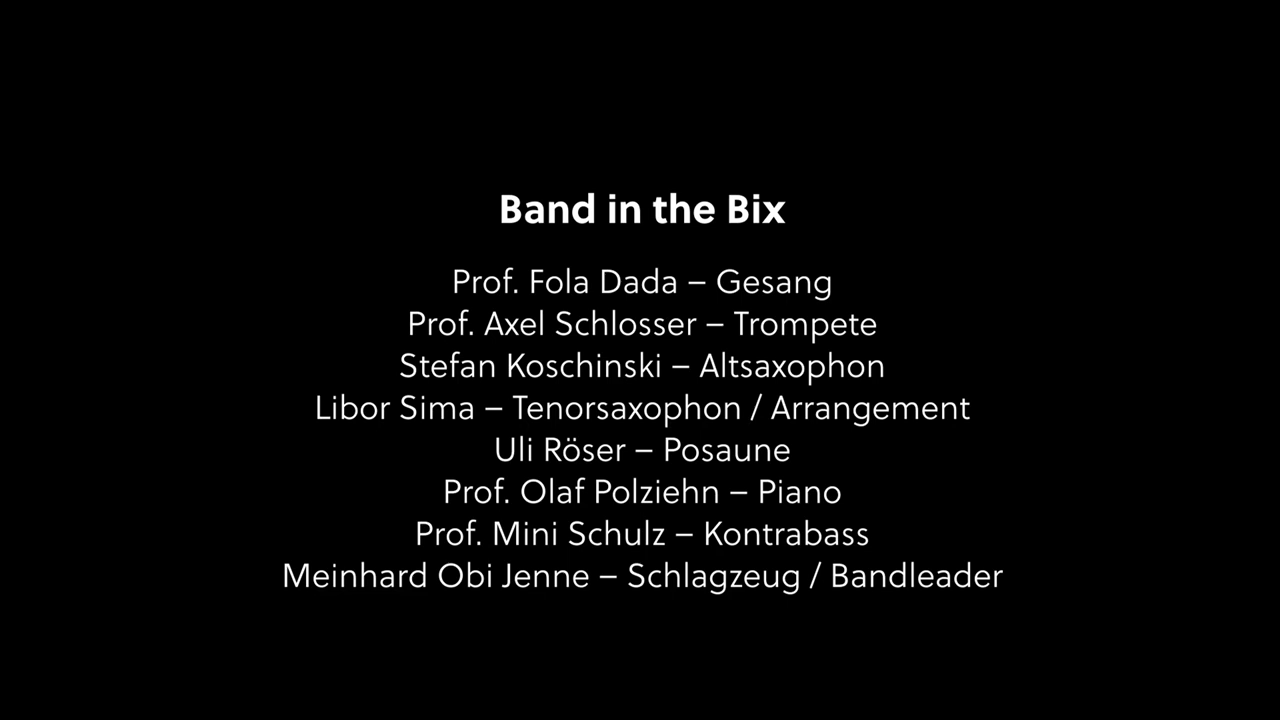 Band in the Bix
Prof. Fola Dada – Gesang
Prof. Axel Schlosser – Trompete
Stefan Koschinski – Altsaxophon
Libor Sima – Tenorsaxophon / Arrangement
Uli Röser – Posaune
Prof. Olaf Polziehn – Piano
Prof. Mini Schulz – Kontrabass
Meinhard Obi Jenne – Schlagzeug / Bandleader